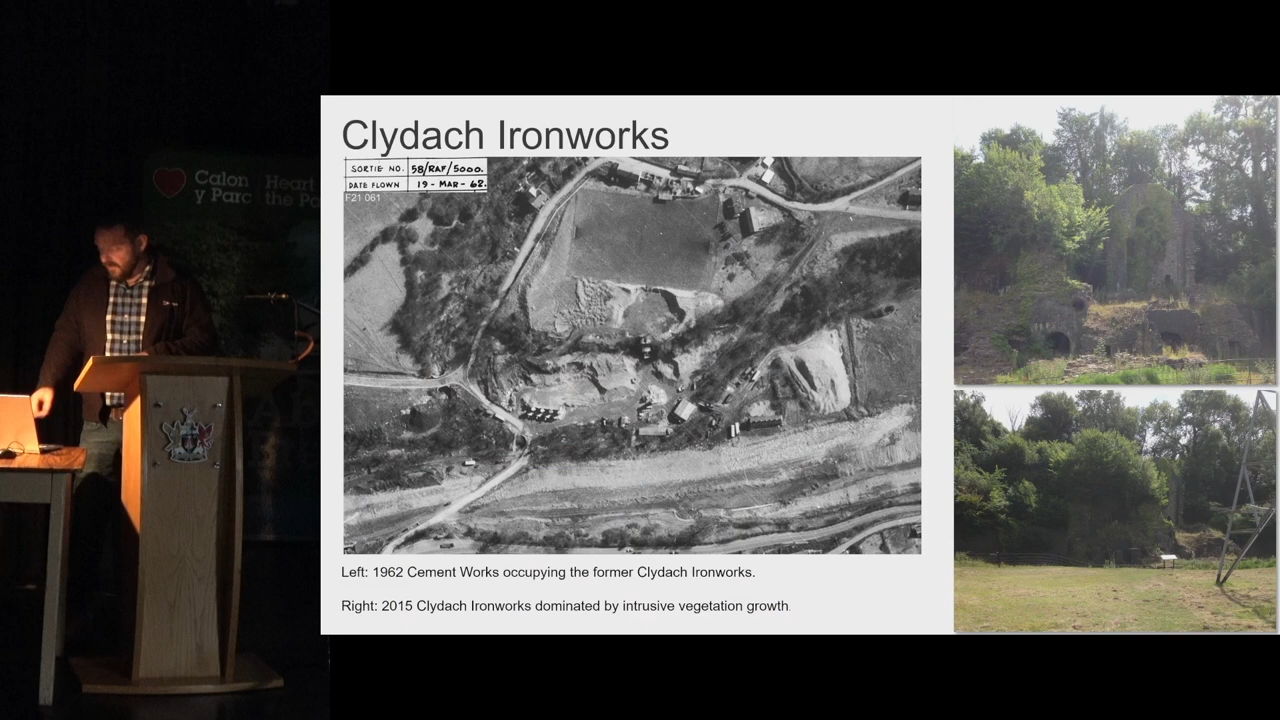 Clydach Ironworks
SORTIE NO. 58/RAF/5000.
DATE FLOWN 19-MAR-62.
F21 061
Left: 1962 Cement Works occupying the former Clydach Ironworks.
Right: 2015 Clydach Ironworks dominated by intrusive vegetation growth.
Calon Heart
y Parc the Pa